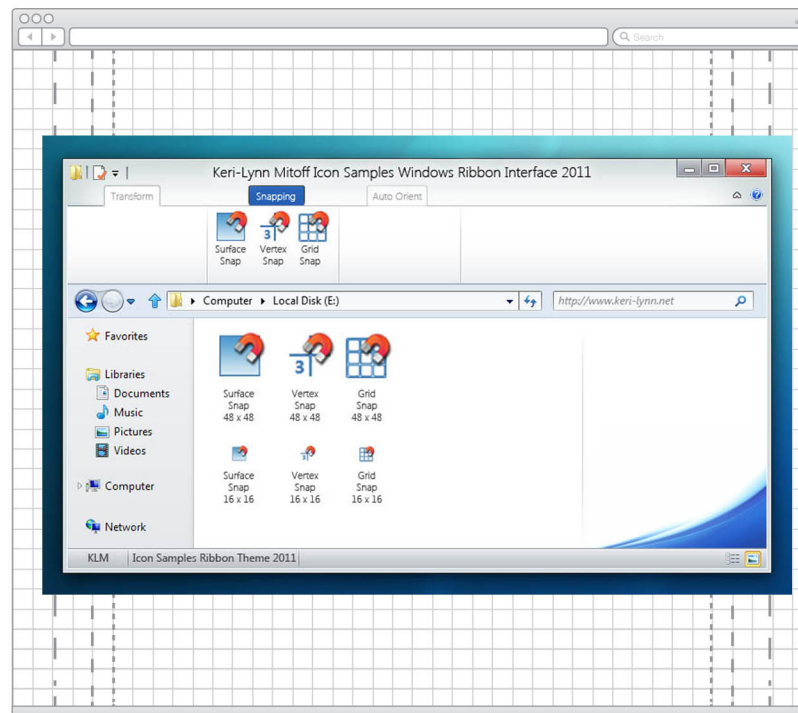 Search
Keri-Lynn Mitoff Icon Samples Windows Ribbon Interface 2011
Transform
Snapping
Auto Orient
Surface
Snap
3
Vertex
Snap
Grid
Snap
Computer
Local Disk (E:)
http://www.keri-lynn.net
Favorites
Libraries
Documents
Music
Pictures
Videos
Computer
Network
3
Surface
Snap
48 x 48
Vertex
Snap
48 x 48
Grid
Snap
48 x 48
Surface
Snap
16 x 16
Vertex
Snap
16 x 16
Grid
Snap
16 x 16
KLM
Icon Samples Ribbon Theme 2011